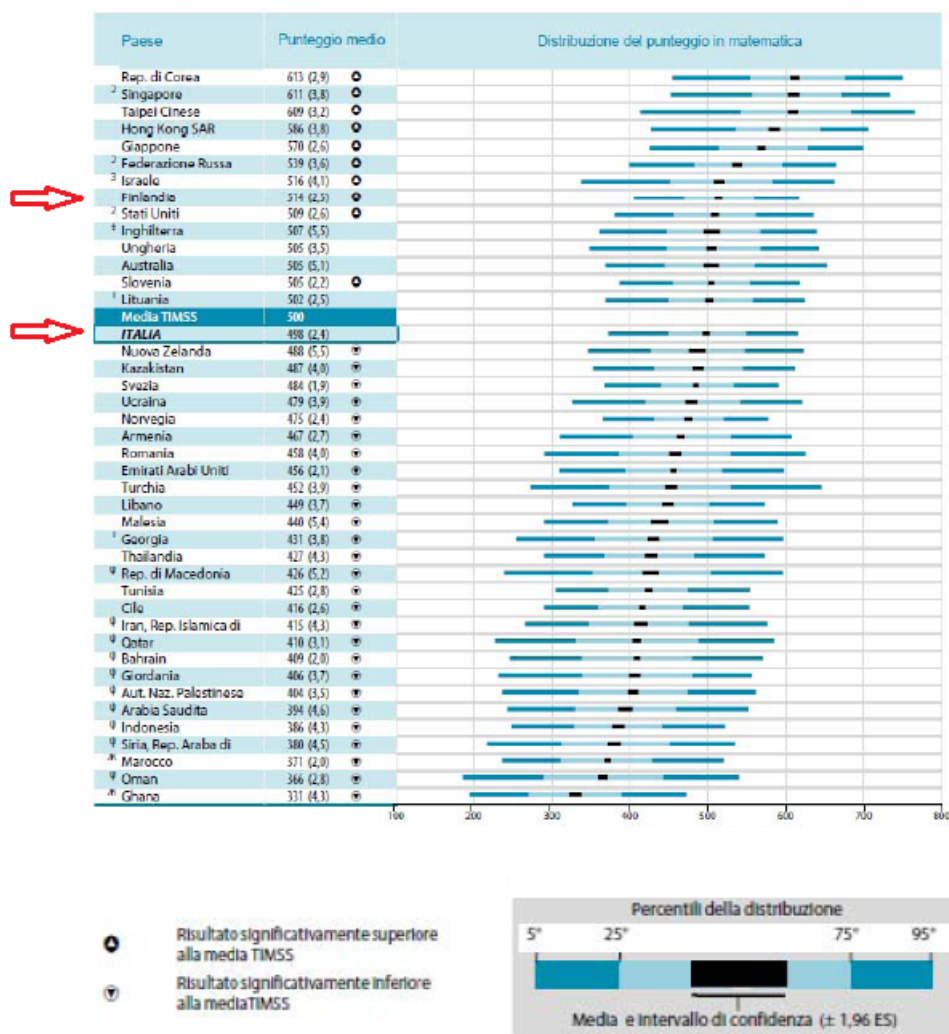 Paese Punteggio medio Distribuzione del punteggio in matematica
Rep. di Corea 613 (2,9)
2 Singapore 611 (3,8)
Taipei Cinese 609 (3,2)
Hong Kong SAR 586 (3,8)
Giappone 570 (2,6)
2 Federazione Russa 539 (3,6)
3 Israele 516 (4,1)
Finlandia 514 (2,5)
2 Stati Uniti 509 (2,6)
‡ Inghilterra 507 (5,5)
Ungheria 505 (3,5)
Australia 505 (5,1)
Slovenia 505 (2,2)
1 Lituania 502 (2,5)
Media TIMSS 500
ITALIA 498 (2,4)
Nuova Zelanda 488 (5,5)
Kazakistan 487 (4,0)
Svezia 484 (1,9)
Ucraina 479 (3,9)
Norvegia 475 (2,4)
Armenia 467 (2,7)
Romania 458 (4,0)
Emirati Arabi Uniti 456 (2,1)
Turchia 452 (3,9)
Libano 449 (3,7)
Malesia 440 (5,4)
1 Georgia 431 (3,8)
Thailandia 427 (4,3)
ψ Rep. di Macedonia 426 (5,2)
Tunisia 425 (2,8)
Cile 416 (2,6)
ψ Iran, Rep. Islamica di 415 (4,3)
ψ Qatar 410 (3,1)
ψ Bahrain 409 (2,0)
ψ Giordania 406 (3,7)
ψ Aut. Naz. Palestinese 404 (3,5)
ψ Arabia Saudita 394 (4,6)
ψ Indonesia 386 (4,3)
ψ Siria, Rep. Araba di 380 (4,5)
Ж Marocco 371 (2,0)
ψ Oman 366 (2,8)
Ж Ghana 331 (4,3)
100 200 300 400 500 600 700 800
Risultato significativamente superiore
alla media TIMSS
Risultato significativamente inferiore
alla mediaTIMSS
Percentili della distribuzione
5° 25° 75° 95°
Media e intervallo di confidenza (± 1,96 ES)